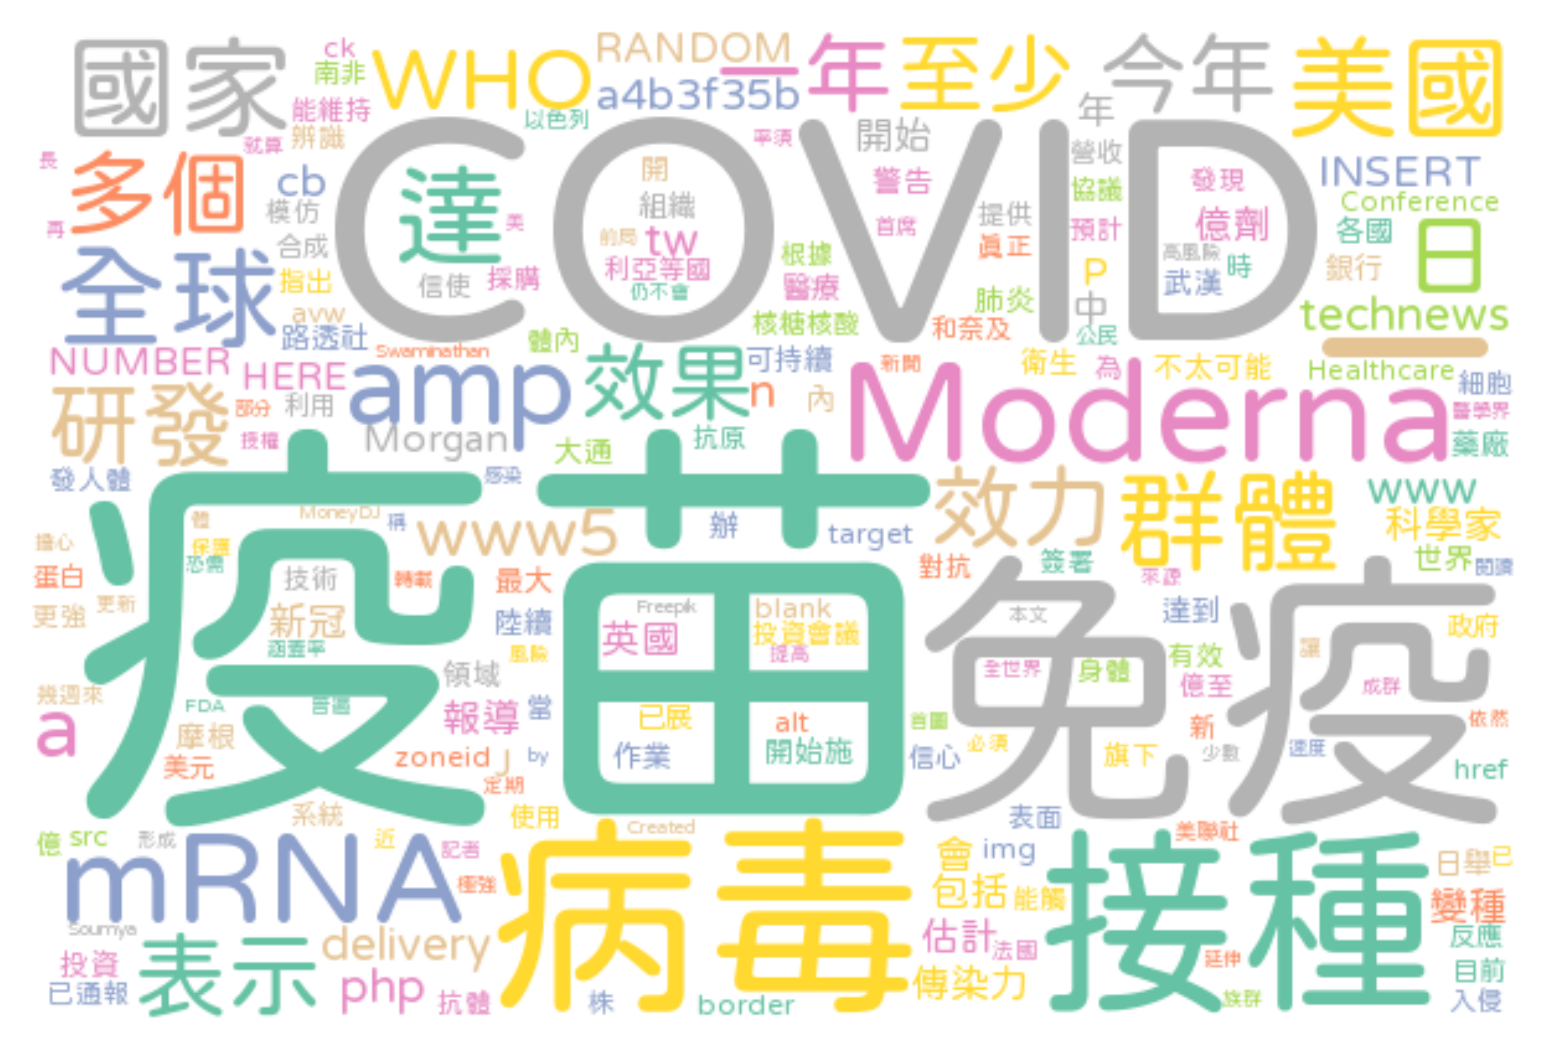 國家
ck
南非
能維持
辨識
就算
WHO
以色列
RANDOM
a4b3f35b
年
至少
今年
年
美國
長
多個
再
cb
模仿
合成
全球
指出
avw
路透社
COVID
達
信使
採購
美
開
組織
前局
tw
利亞等國
仍不會
率須
根據
醫療
核糖核酸
開始
警告
首席
提供
真正
肺炎
和奈及
營收
協議
預計
P
中
公民
發現
億劑
高風險
武漢
時
INSERT
Conference
各國
銀行
日
technews
NUMBER
HERE
Swaminathan
體內
研發
部分
利用
授權
amp
Morgan
大通
效果
n
可持續
內
抗原
新聞
Moderna
衛生
為
不太可能
Healthcare
細胞
醫學界
藥廠
發人體
感染
疫苗
體
保護
恐需
MoneyDJ
稱
www5
辦
target
效力
群體
www
科學家
世界
閱讀
擔心
蛋白
更新
更強
技術
轉載
新冠
涵蓋率
最大
陸續
風險
領域
報導
當
Freepik
英國
blank
投資會議
提高
已展
作業
alt
開始施
對抗
簽署
來源
免疫
本文
全世界
身體
達到
有效
億至
讓
成群
政府
依然
幾週來
a
FDA
普遍
摩根
美元
zoneid
J
by
定期
系統
使用
首圖
信心
必須
旗下
新
少數
速度
href
表面
美聯社
億
src
形成
近
記者
極強
mRNA
Created
病毒
會
img
包括
能觸
估計
法國
傳染力
接種
日舉
已
變種
反應
目前
入侵
延伸
族群
Soumya
投資
已通報
表示
delivery
php
抗體
株
border